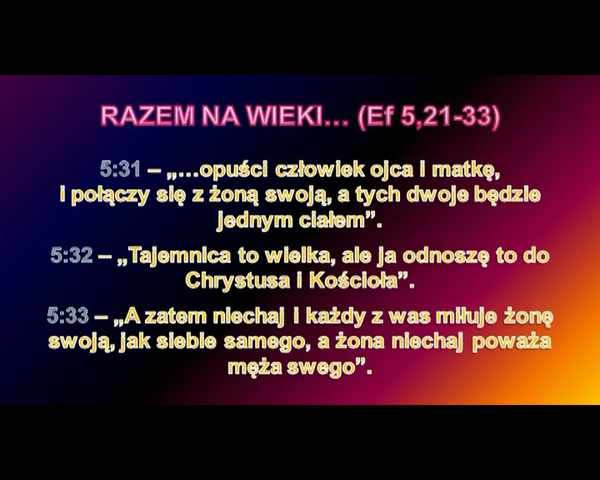 RAZEM NA WIEKI… (Ef 5,21-33)
5:31 – „…opuści człowiek ojca i matkę,
i połączy się z żoną swoją, a tych dwoje będzie
jednym ciałem”.
5:32 – „Tajemnica to wielka, ale ja odnoszę to do
Chrystusa i Kościoła”.
5:33 – „A zatem niechaj i każdy z was miłuje żonę
swoją, jak siebie samego, a żona niechaj poważa
męża swego”.